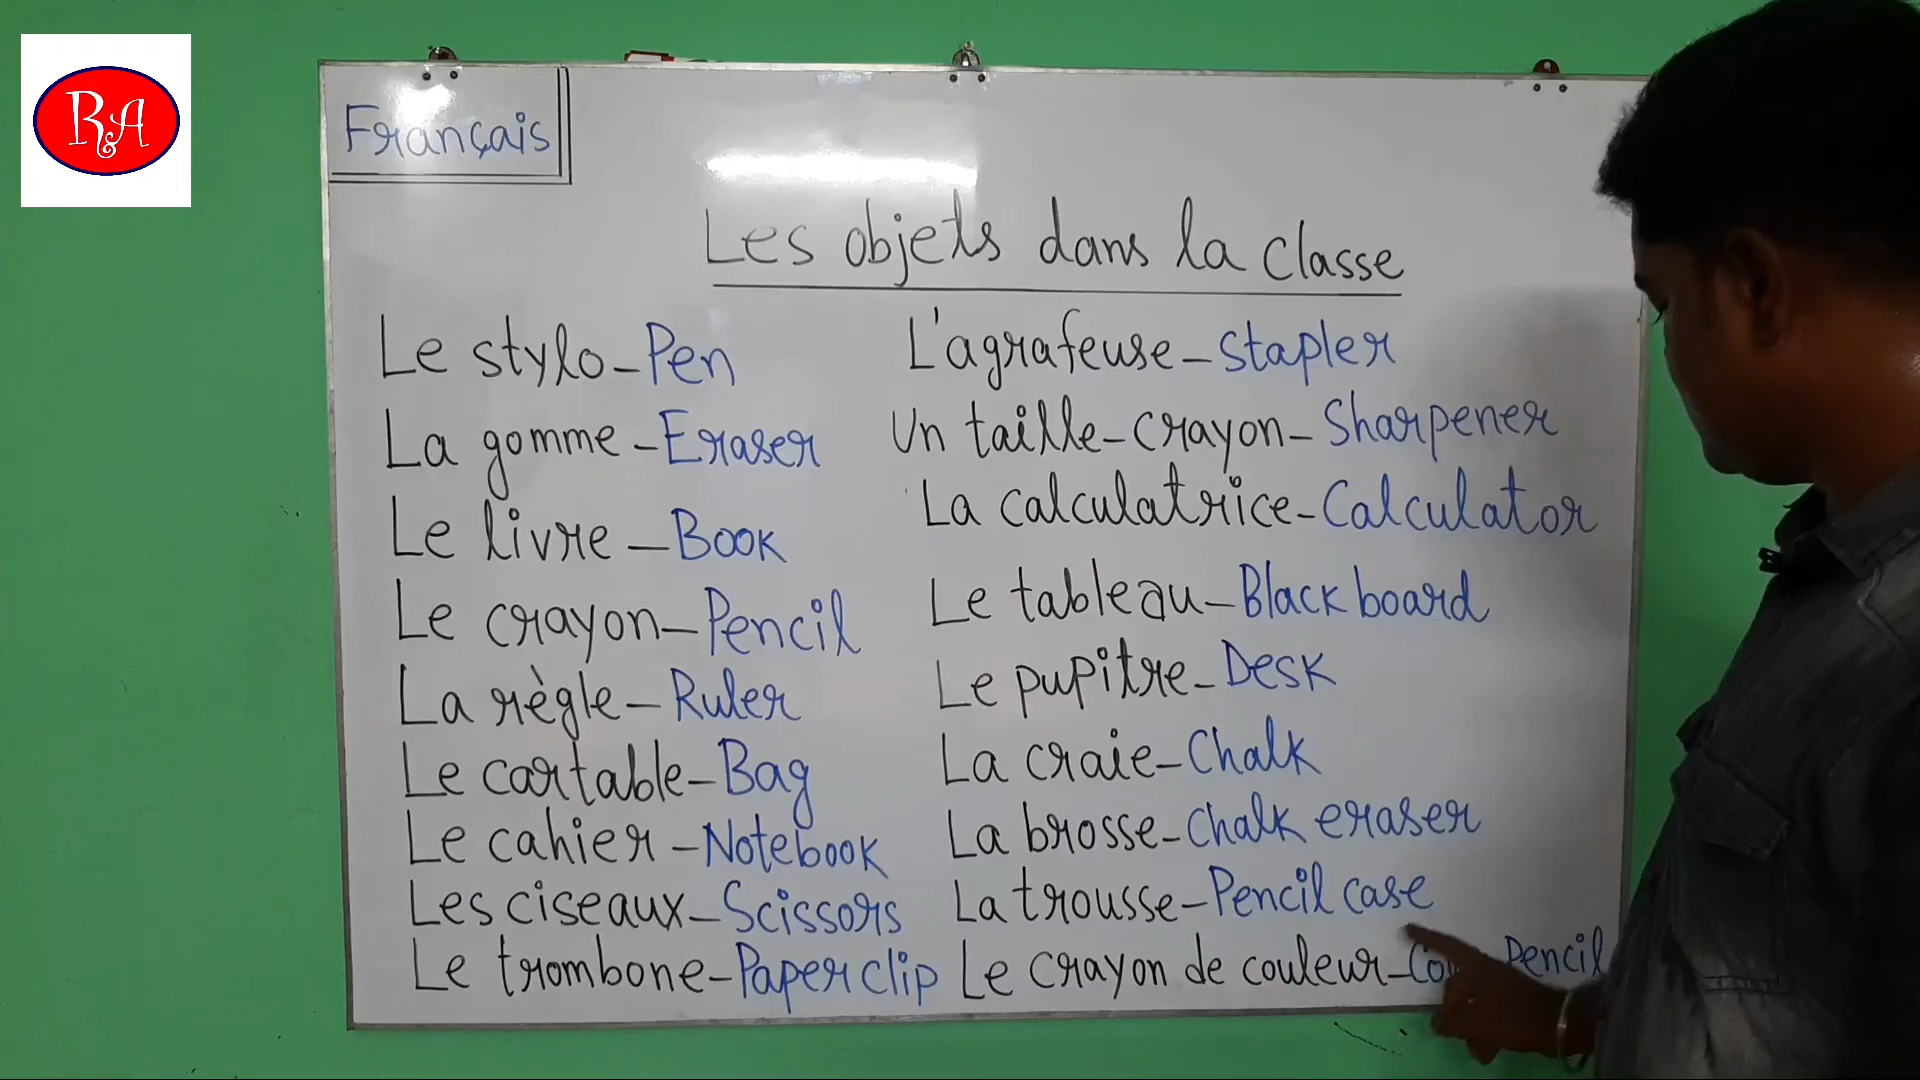 R&A
Français
Les objets dans la classe
Le stylo - Pen
La gomme - Eraser
Le livre - Book
Le crayon - Pencil
La règle - Ruler
Le cartable - Bag
Le cahier - Notebook
Les ciseaux - Scissors
Le trombone - Paper clip
L'agrafeuse - Stapler
Un taille-crayon - Sharpener
La calculatrice - Calculator
Le tableau - Black board
Le pupitre - Desk
La craie - Chalk
La brosse - Chalk eraser
La trousse - Pencil case
Le crayon de couleur - Pencil